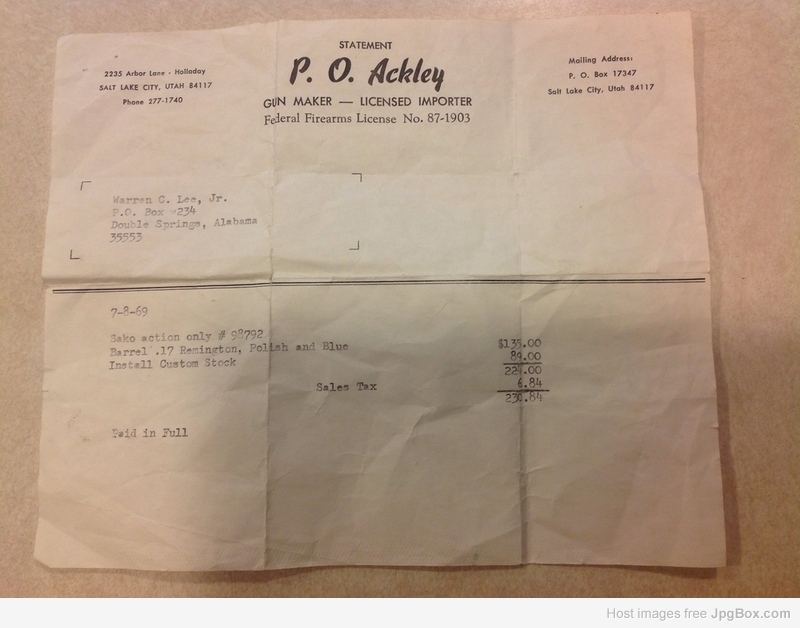 STATEMENT
P. O. Ackley
GUN MAKER — LICENSED IMPORTER
Federal Firearms License No. 87-1903
2235 Arbor Lane - Holladay
SALT LAKE CITY, UTAH 84117
Phone 277-1740
Mailing Address:
P. O. Box 17347
Salt Lake City, Utah 84117
Warren C. Lee, Jr.
P.O. Box 234
Double Springs, Alabama
35553
7-8-69
Sako action only # 98792 $135.00
Barrel .17 Remington, Polish and Blue 89.00
Install Custom Stock .00
Sales Tax 6.84
.84
Paid in Full
Host images free JpgBox.com